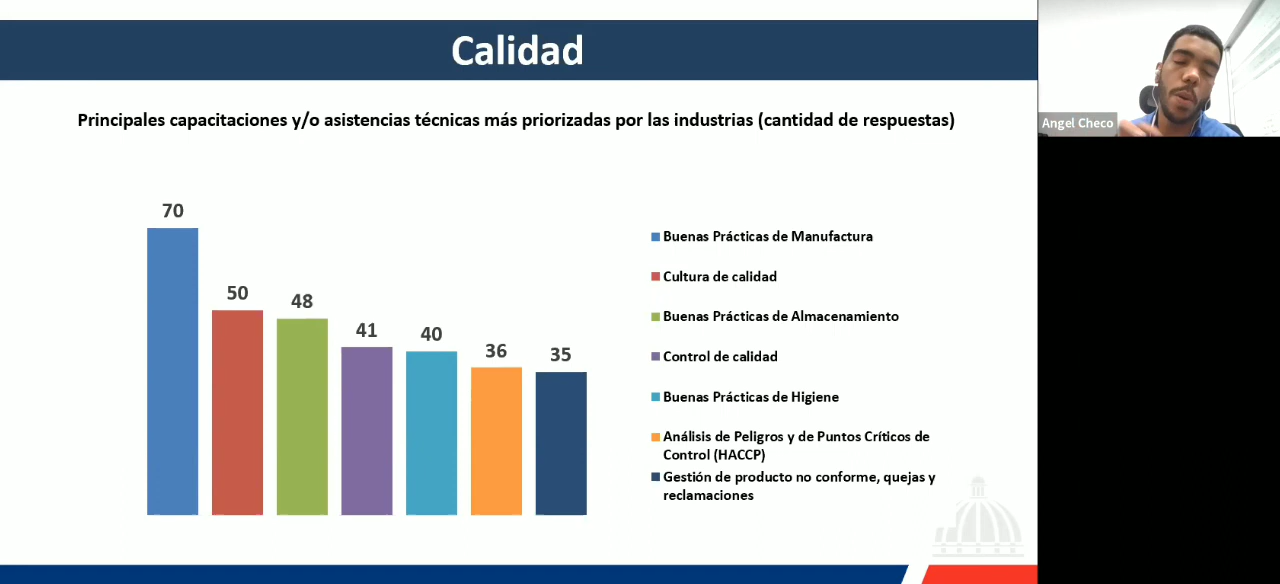 Calidad
Principales capacitaciones y/o asistencias técnicas más priorizadas por las industrias (cantidad de respuestas)
70
50
48
41
40
36
35
Buenas Prácticas de Manufactura
Cultura de calidad
Buenas Prácticas de Almacenamiento
Control de calidad
Buenas Prácticas de Higiene
Análisis de Peligros y de Puntos Críticos de
Control (HACCP)
Gestión de producto no conforme, quejas y
reclamaciones
Angel Checo